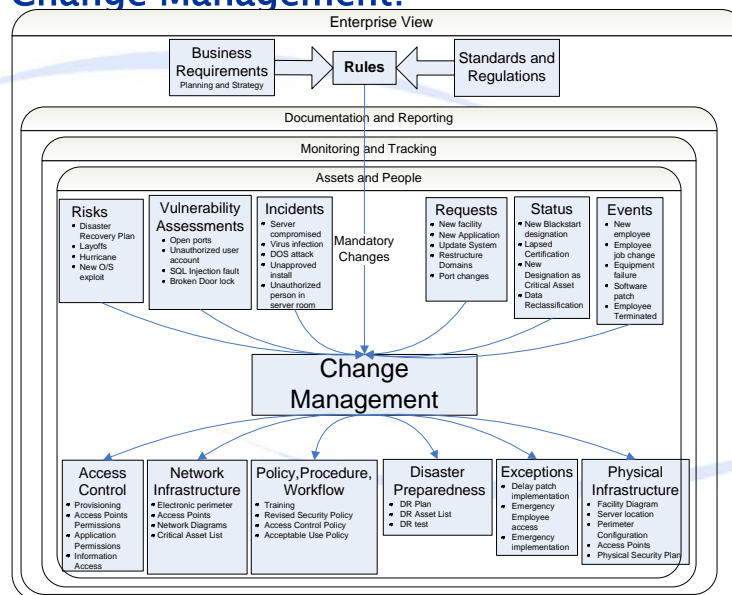 Change Management:
Enterprise View
Business
Requirements
Planning and Strategy
Rules
Standards and
Regulations
Documentation and Reporting
Monitoring and Tracking
Assets and People
Risks
Disaster
Recovery Plan
Layoffs
Hurricane
New O/S
exploit
Vulnerability
Assessments
Open ports
Unauthorized user
account
SQL Injection fault
Broken Door lock
Incidents
Server
compromised
Virus infection
DOS attack
Unapproved
install
Unauthorized
person in
server room
Mandatory
Changes
Requests
New facility
New Application
Update System
Restructure
Domains
Port changes
Status
New Blackstart
designation
Lapsed
Certification
New
Designation as
Critical Asset
Data
Reclassification
Events
New
employee
Employee
job change
Equipment
failure
Software
patch
Employee
Terminated
Change
Management
Access
Control
Provisioning
Access Points
Permissions
Application
Permissions
Information
Access
Network
Infrastructure
Electronic perimeter
Access Points
Network Diagrams
Critical Asset List
Policy,Procedure,
Workflow
Training
Revised Security Policy
Access Control Policy
Acceptable Use Policy
Disaster
Preparedness
DR Plan
DR Asset List
DR test
Exceptions
Delay patch
implementation
Emergency
Employee
access
Emergency
implementation
Physical
Infrastructure
Facility Diagram
Server location
Perimeter
Configuration
Access Points
Physical Security Plan